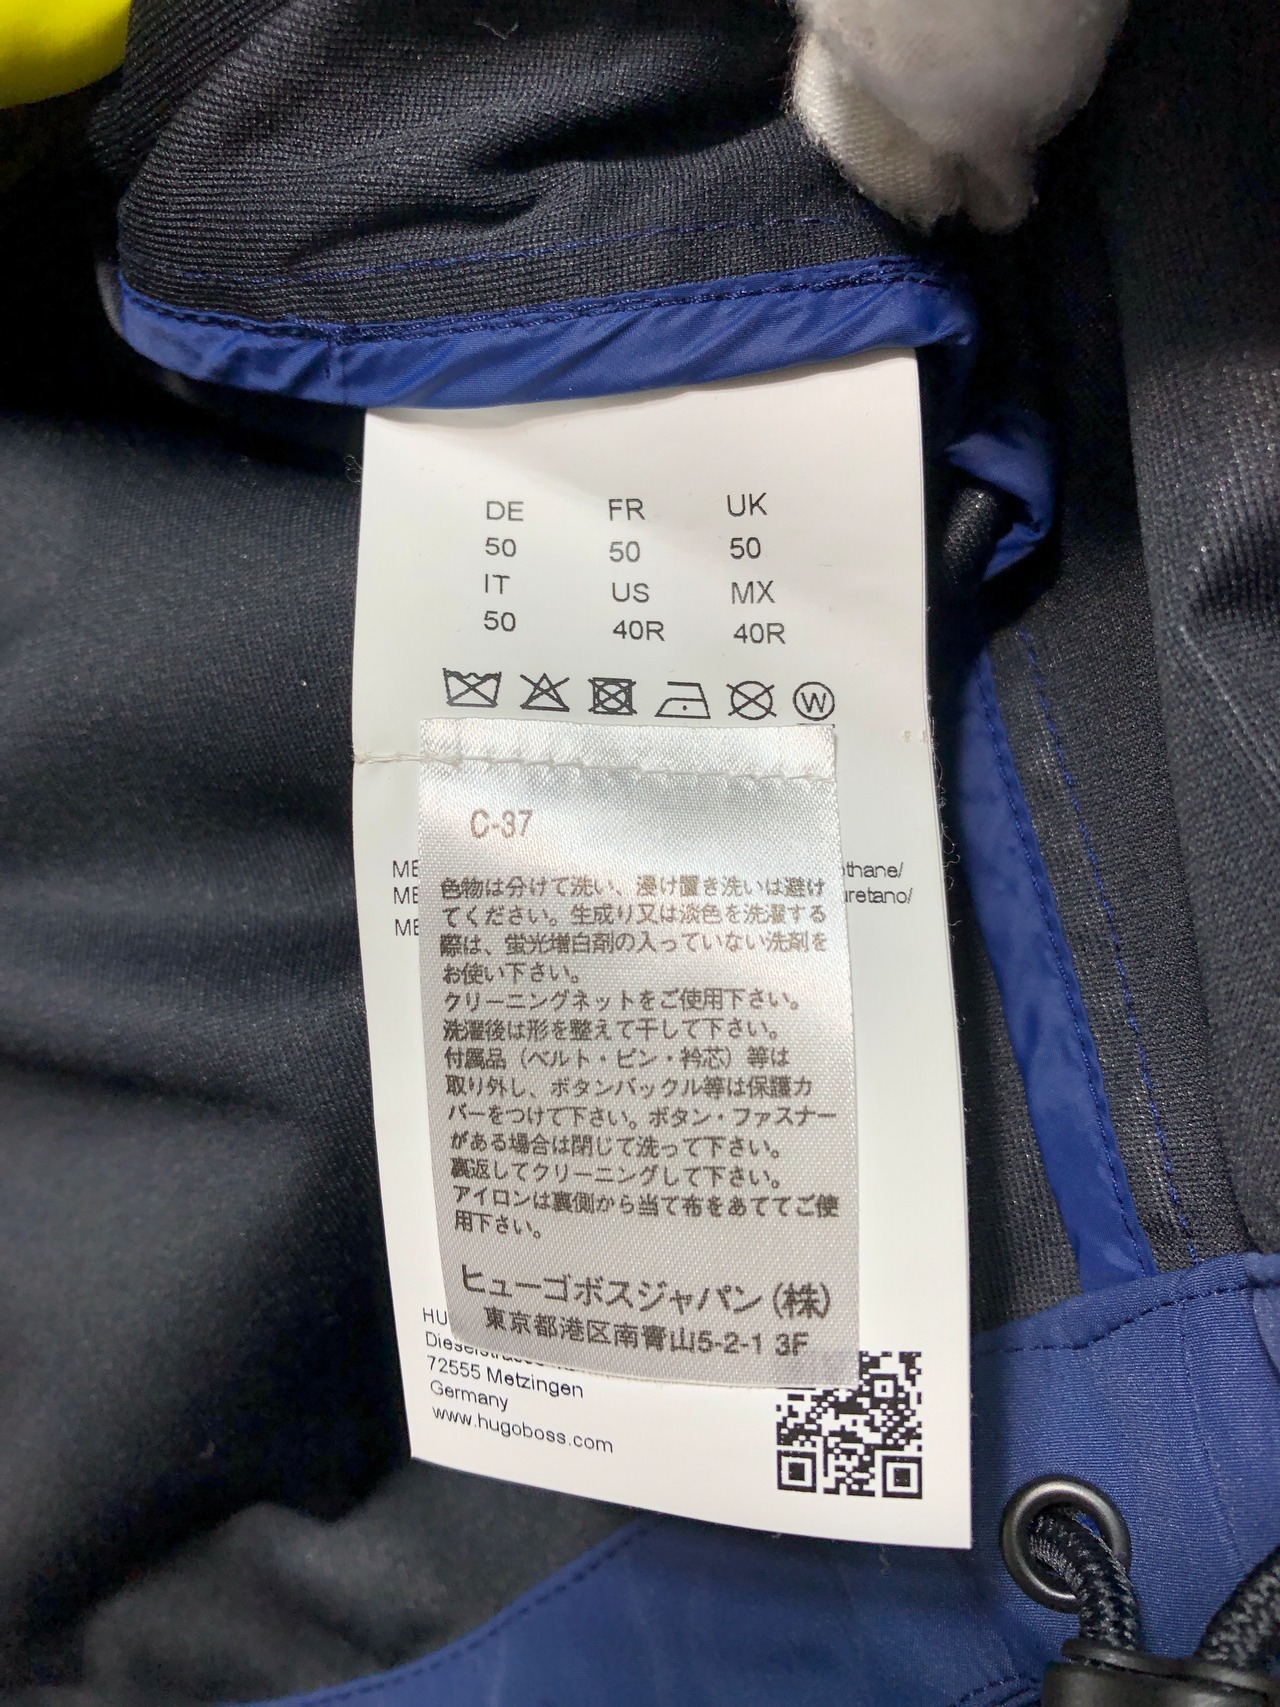 DE FR UK
50 50 50
IT US MX
50 40R 40R
W
C-37
ME
ME
ME
thane/
uretano/
色物は分けて洗い、浸け置き洗いは避け
てください。生成り又は淡色を洗濯する
際は、蛍光増白剤の入っていない洗剤を
お使い下さい。
クリーニングネットをご使用下さい。
洗濯後は形を整えて干して下さい。
付属品（ベルト・ピン・衿芯）等は
取り外し、ボタンバックル等は保護カ
バーをつけて下さい。ボタン・ファスナー
がある場合は閉じて洗って下さい。
裏返してクリーニングして下さい。
アイロンは裏側から当て布をあててご使
用下さい。
ヒューゴボスジャパン(株)
東京都港区南青山5-2-1 3F
HU
72555 Metzingen
Germany
www.hugoboss.com